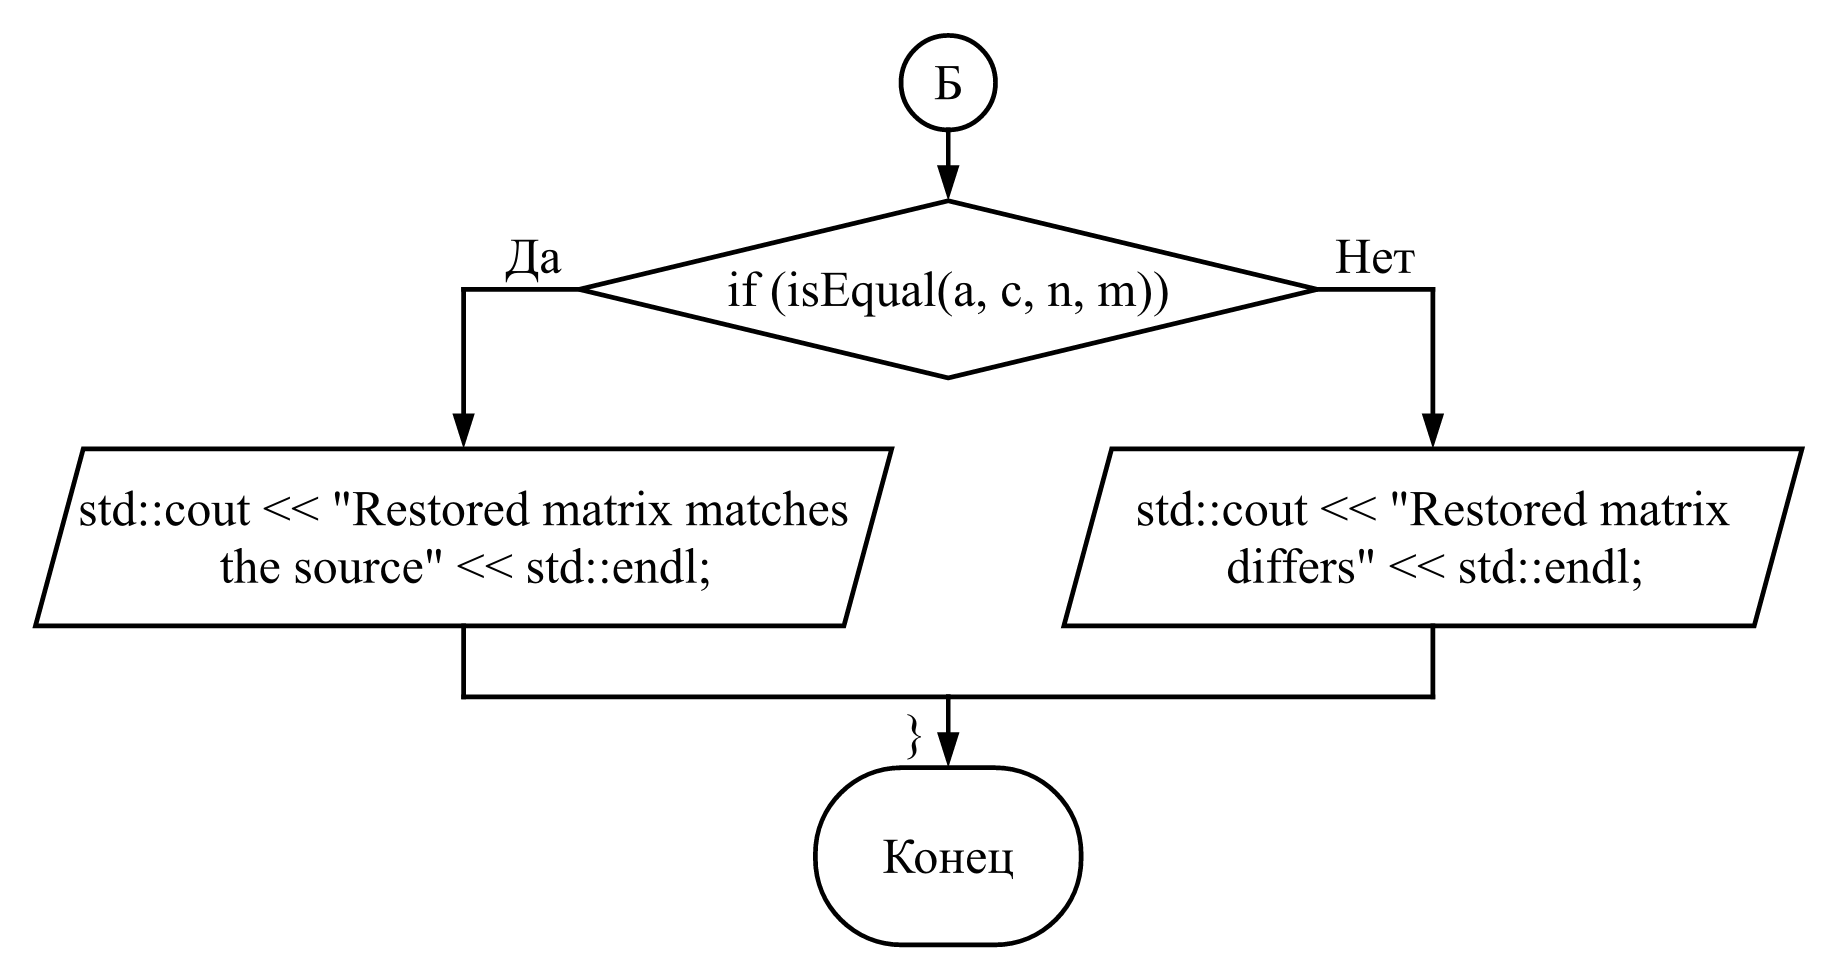 Б
Да
Нет
if (isEqual(a, c, n, m))
std::cout << "Restored matrix matches
the source" << std::endl;
std::cout << "Restored matrix
differs" << std::endl;
}
Конец